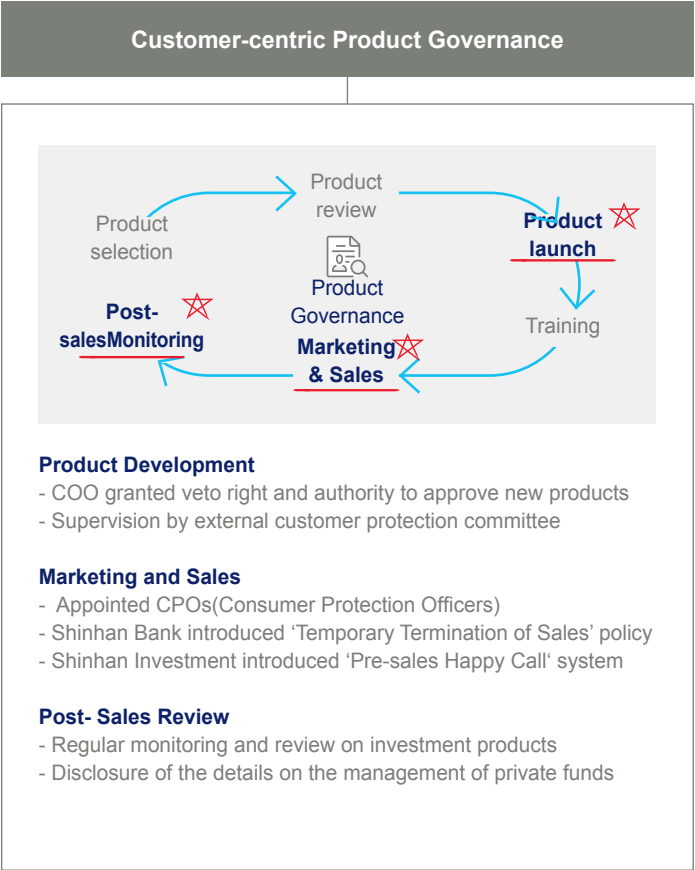 Customer-centric Product Governance
Product
selection
Product
review
Product
launch
Training
Product
Governance
Marketing
& Sales
Post-
salesMonitoring
Product Development
- COO granted veto right and authority to approve new products
- Supervision by external customer protection committee
Marketing and Sales
- Appointed CPOs(Consumer Protection Officers)
- Shinhan Bank introduced ‘Temporary Termination of Sales’ policy
- Shinhan Investment introduced ‘Pre-sales Happy Call‘ system
Post- Sales Review
- Regular monitoring and review on investment products
- Disclosure of the details on the management of private funds